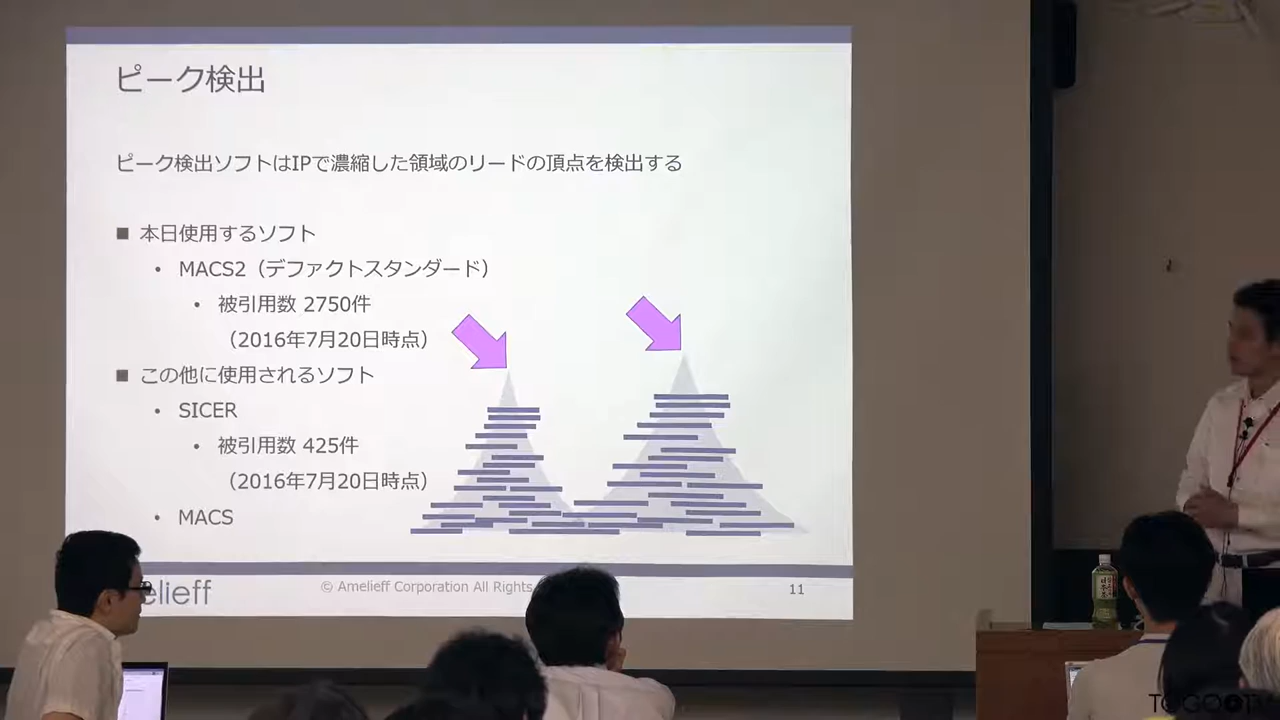 ピーク検出
ピーク検出ソフトはIPで濃縮した領域のリードの頂点を検出する
■ 本日使用するソフト
• MACS2（デファクトスタンダード）
• 被引用数 2750件
（2016年7月20日時点）
■ この他に使用されるソフト
• SICER
• 被引用数 425件
（2016年7月20日時点）
• MACS
elieff
© Amelieff Corporation All Rights
11